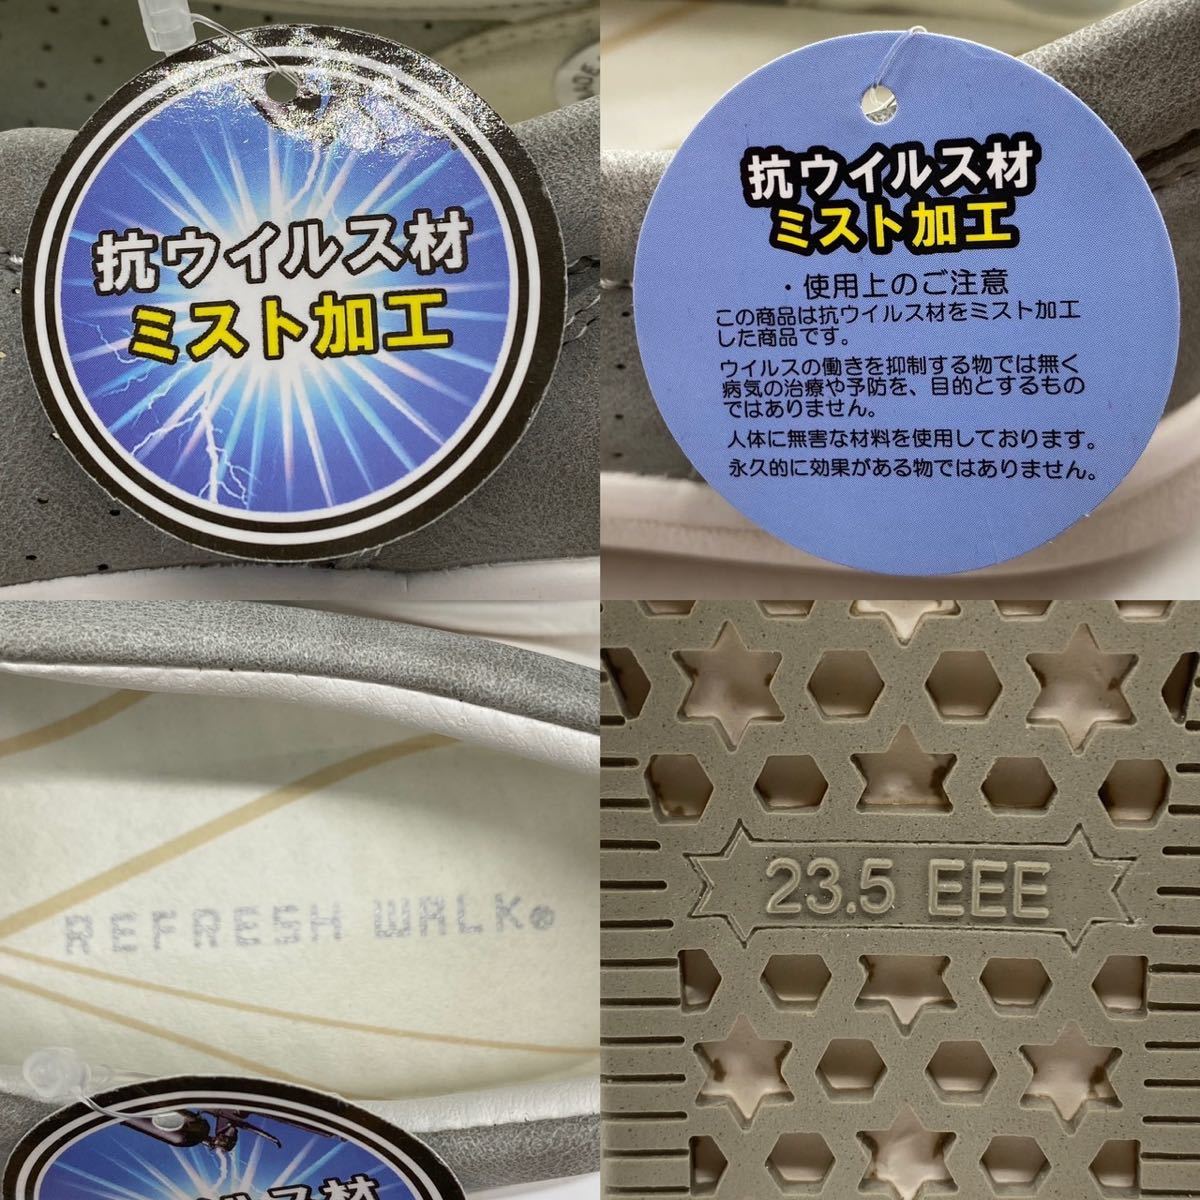 抗ウイルス材
ミスト加工
抗ウイルス材
ミスト加工
・使用上のご注意
この商品は抗ウイルス材をミスト加工
した商品です。
ウイルスの働きを抑制する物では無く
病気の治療や予防を、目的とするもの
ではありません。
人体に無害な材料を使用しております。
永久的に効果がある物ではありません。
REFRESH WALK®
23.5 EEE